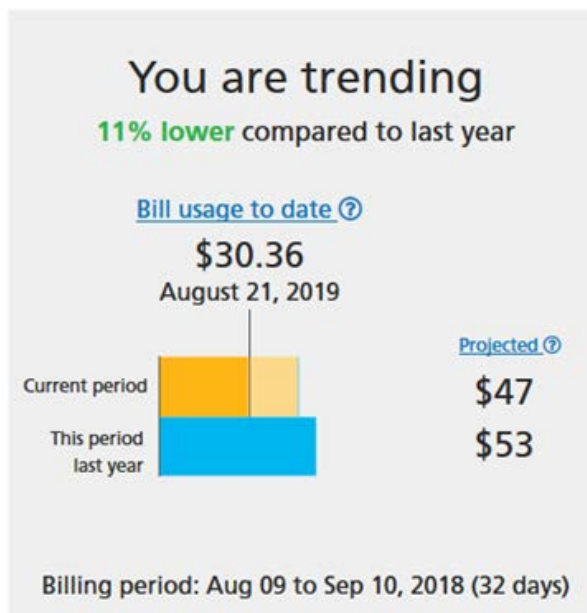 You are trending
11% lower compared to last year
Bill usage to date ?
$30.36
August 21, 2019
Projected ?
Current period
$47
This period
last year
$53
Billing period: Aug 09 to Sep 10, 2018 (32 days)